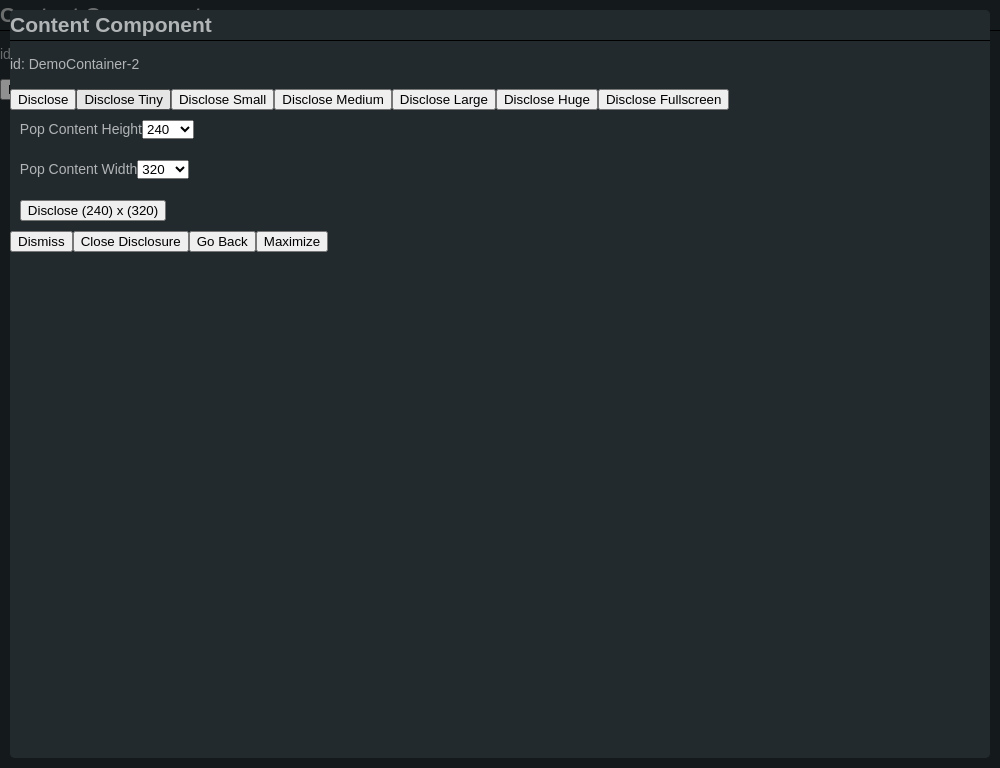 Content Component
id: DemoContainer-2
Disclose Disclose Tiny Disclose Small Disclose Medium Disclose Large Disclose Huge Disclose Fullscreen
Pop Content Height 240
Pop Content Width 320
Disclose (240) x (320)
Dismiss Close Disclosure Go Back Maximize